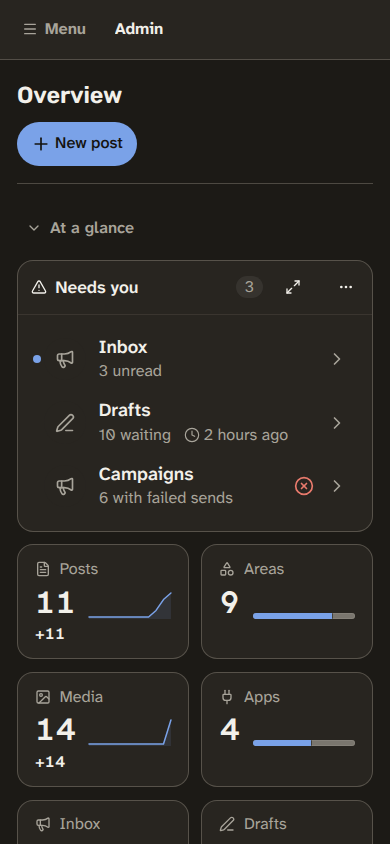 Menu Admin
Overview
New post
At a glance
Needs you 3
Inbox
3 unread
Drafts
10 waiting 2 hours ago
Campaigns
6 with failed sends
Posts
11
+11
Areas
9
Media
14
+14
Apps
4
Inbox
Drafts